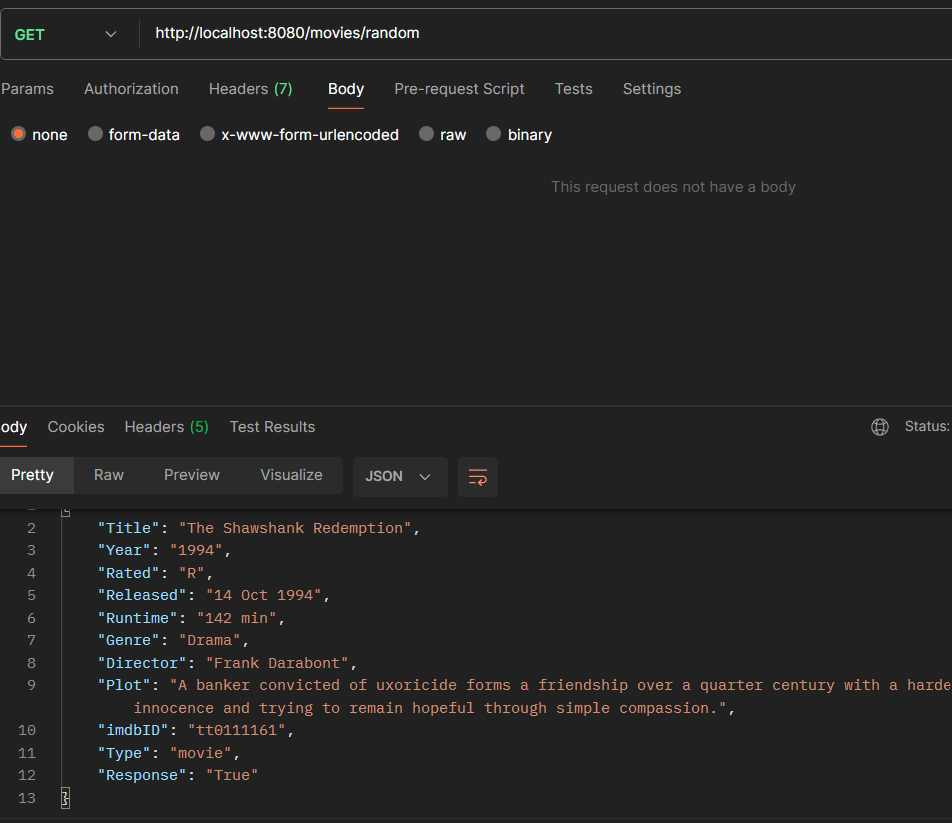 GET http://localhost:8080/movies/random
Params Authorization Headers (7) Body Pre-request Script Tests Settings
none form-data x-www-form-urlencoded raw binary
This request does not have a body
ody Cookies Headers (5) Test Results Status:
Pretty Raw Preview Visualize JSON
2 "Title": "The Shawshank Redemption",
3 "Year": "1994",
4 "Rated": "R",
5 "Released": "14 Oct 1994",
6 "Runtime": "142 min",
7 "Genre": "Drama",
8 "Director": "Frank Darabont",
9 "Plot": "A banker convicted of uxoricide forms a friendship over a quarter century with a harde
innocence and trying to remain hopeful through simple compassion.",
10 "imdbID": "tt0111161",
11 "Type": "movie",
12 "Response": "True"
13 }